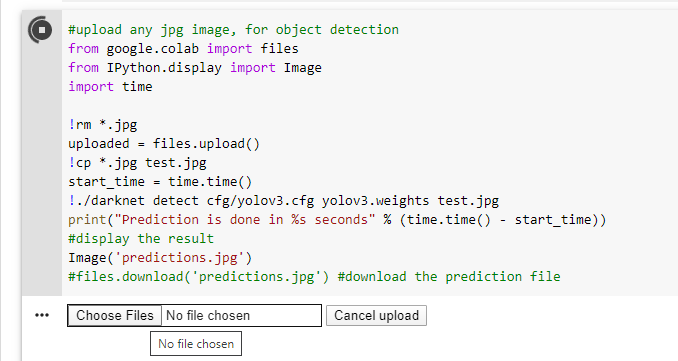 #upload any jpg image, for object detection
from google.colab import files
from IPython.display import Image
import time
!rm *.jpg
uploaded = files.upload()
!cp *.jpg test.jpg
start_time = time.time()
!./darknet detect cfg/yolov3.cfg yolov3.weights test.jpg
print("Prediction is done in %s seconds" % (time.time() - start_time))
#display the result
Image('predictions.jpg')
#files.download('predictions.jpg') #download the prediction file
Choose Files No file chosen Cancel upload
No file chosen